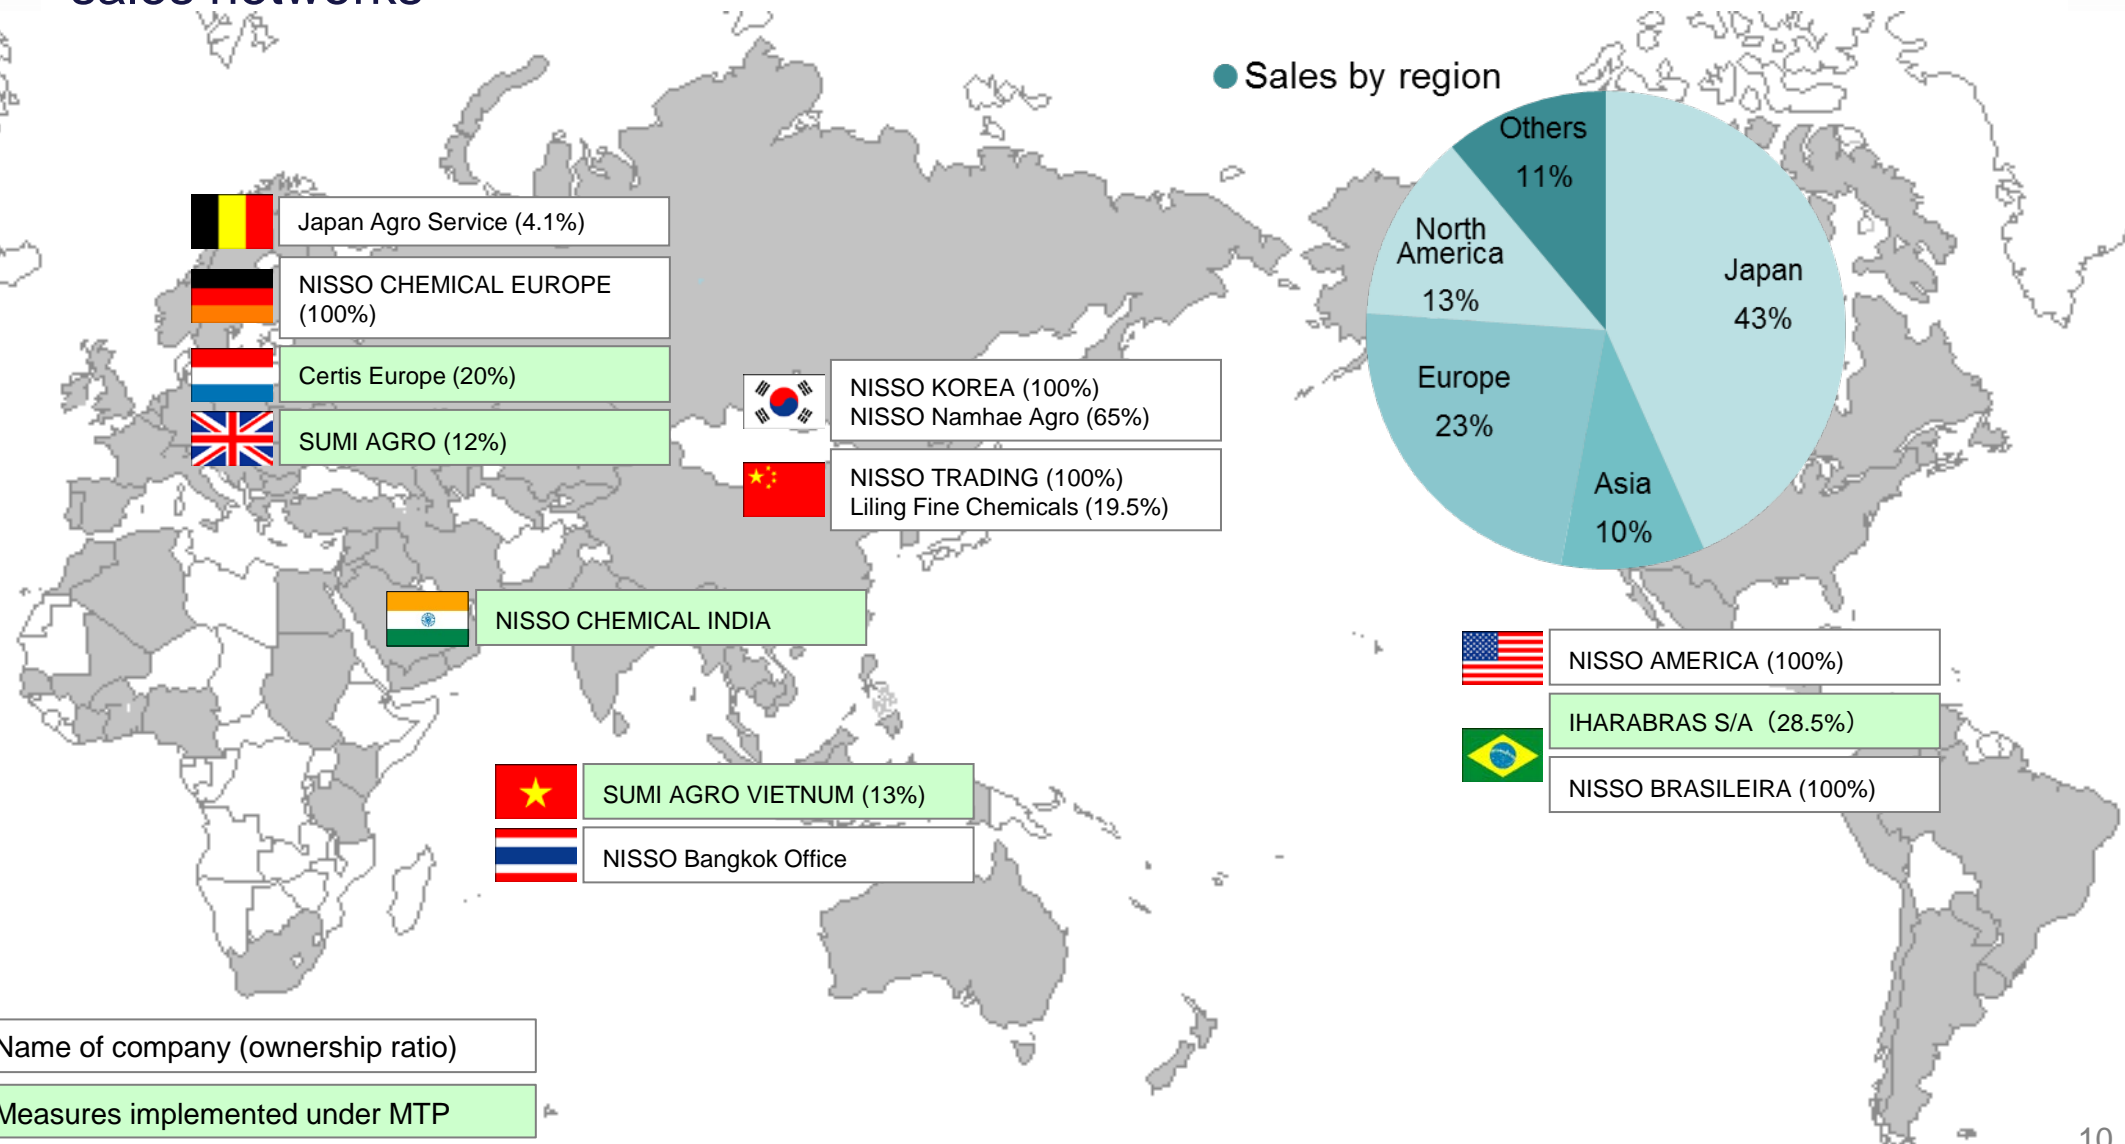 sales networks
Sales by region
Others
11%
North
America
13%
Japan
43%
Europe
23%
Asia
10%
Japan Agro Service (4.1%)
NISSO CHEMICAL EUROPE
(100%)
Certis Europe (20%)
SUMI AGRO (12%)
NISSO KOREA (100%)
NISSO Namhae Agro (65%)
NISSO TRADING (100%)
Liling Fine Chemicals (19.5%)
NISSO CHEMICAL INDIA
NISSO AMERICA (100%)
IHARABRAS S/A（28.5%）
NISSO BRASILEIRA (100%)
SUMI AGRO VIETNUM (13%)
NISSO Bangkok Office
Name of company (ownership ratio)
Measures implemented under MTP
10